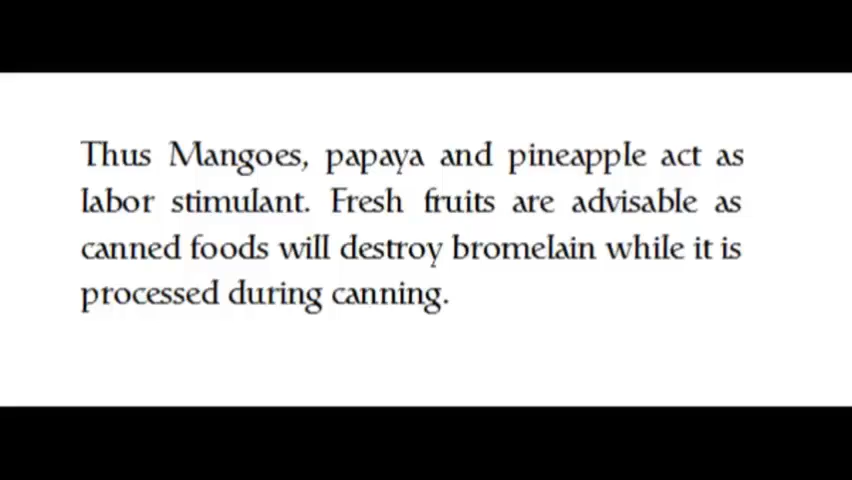 Thus Mangoes, papaya and pineapple act as
labor stimulant. Fresh fruits are advisable as
canned foods will destroy bromelain while it is
processed during canning.